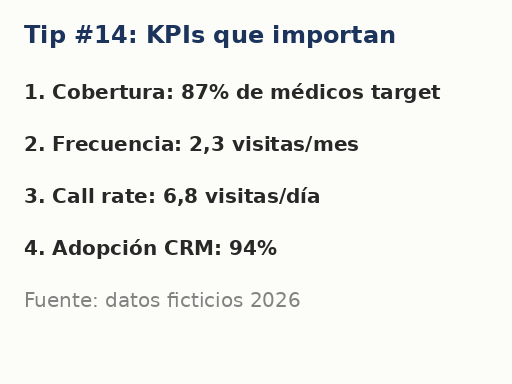 Tip #14: KPIs que importan
1. Cobertura: 87% de médicos target
2. Frecuencia: 2,3 visitas/mes
3. Call rate: 6,8 visitas/día
4. Adopción CRM: 94%
Fuente: datos ficticios 2026